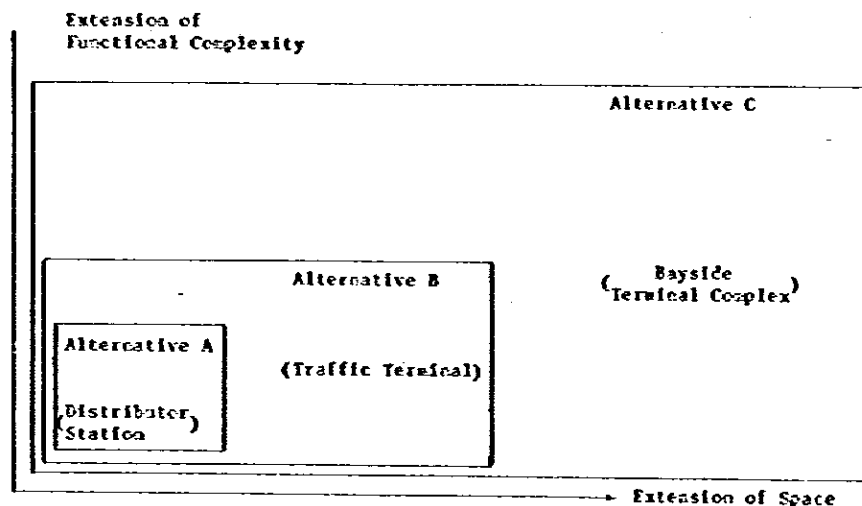 Extension of
Functional Complexity
Alternative C
Alternative B
(Bayside
Terminal Complex)
Alternative A
(Traffic Terminal)
(Distributor
Station)
Extension of Space